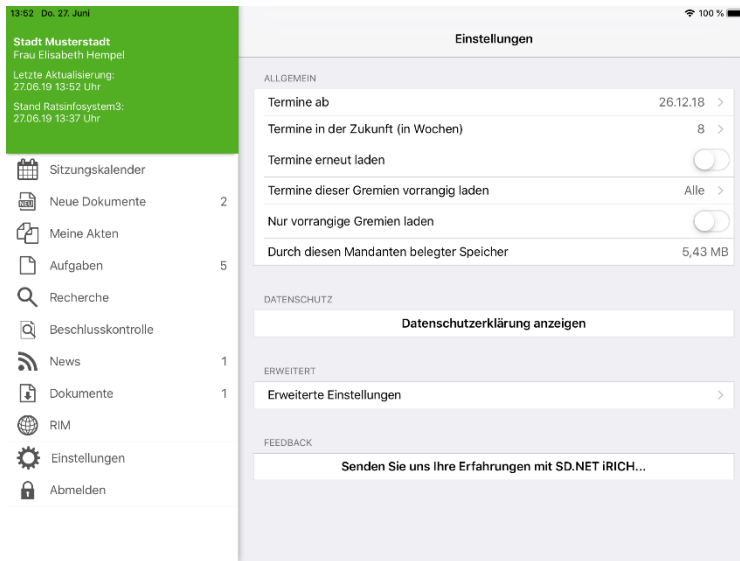 13:52 Do. 27. Juni
100 %
Stadt Musterstadt
Frau Elisabeth Hempel
Letzte Aktualisierung:
27.06.19 13:52 Uhr
Stand Ratsinfosystem3:
27.06.19 13:37 Uhr
Sitzungskalender
NEU
Neue Dokumente 2
Meine Akten
Aufgaben 5
Recherche
Beschlusskontrolle
News 1
Dokumente 1
RIM
Einstellungen
Abmelden
Einstellungen
ALLGEMEIN
Termine ab 26.12.18
Termine in der Zukunft (in Wochen) 8
Termine erneut laden
Termine dieser Gremien vorrangig laden Alle
Nur vorrangige Gremien laden
Durch diesen Mandanten belegter Speicher 5,43 MB
DATENSCHUTZ
Datenschutzerklärung anzeigen
ERWEITERT
Erweiterte Einstellungen
FEEDBACK
Senden Sie uns Ihre Erfahrungen mit SD.NET iRICH...